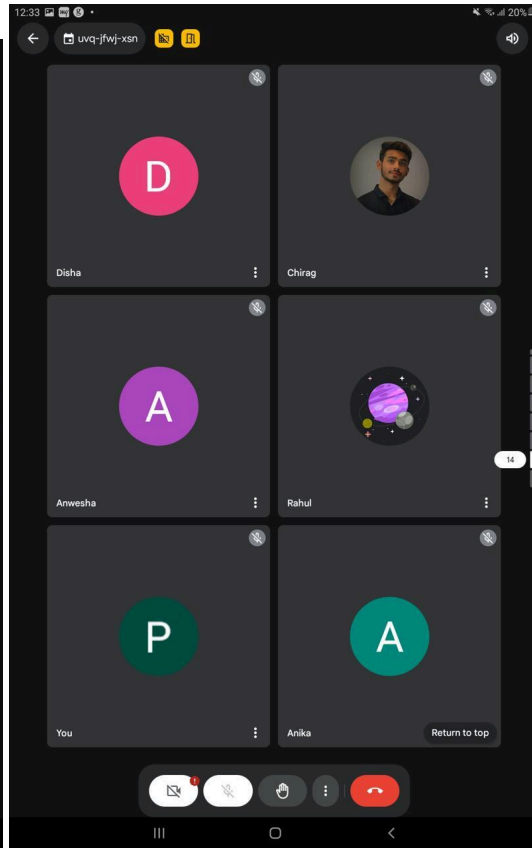 12:33 20%
uvq-jfwj-xsn
D
Disha
Chirag
A
Anwesha
Rahul
14
P
A
You
Anika
Return to top